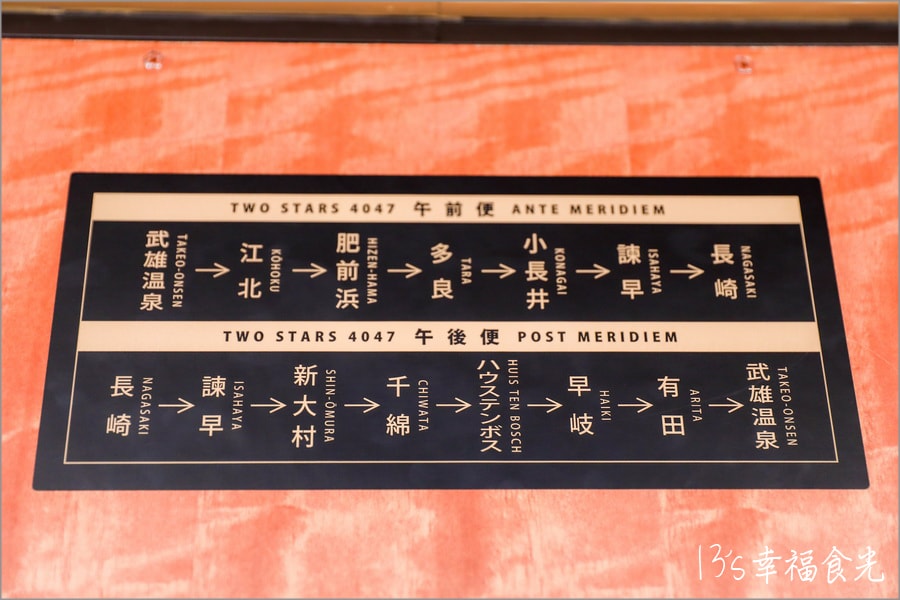 TWO STARS 4047 午前便 ANTE MERIDIEM
武雄温泉 TAKEO-ONSEN → 江北 KŌHOKU → 肥前浜 HIZEN-HAMA → 多良 TARA → 小長井 KONAGAI → 諫早 ISAHAYA → 長崎 NAGASAKI
TWO STARS 4047 午後便 POST MERIDIEM
長崎 NAGASAKI → 諫早 ISAHAYA → 新大村 SHIN-ŌMURA → 千綿 CHIWATA → ハウステンボス HUIS TEN BOSCH → 早岐 HAIKI → 有田 ARITA → 武雄温泉 TAKEO-ONSEN
13's幸福食光